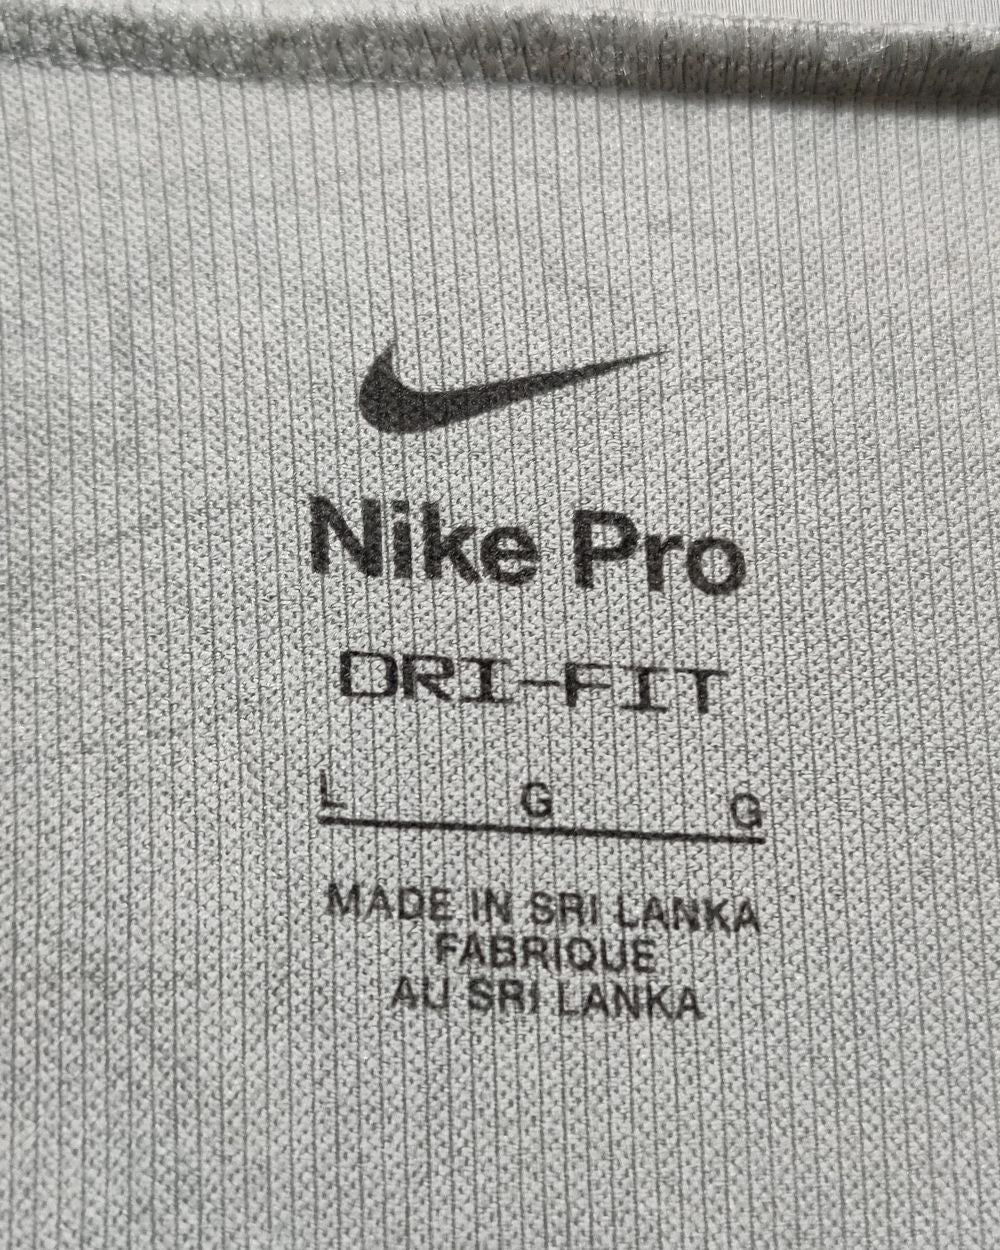 Nike Pro
DRI-FIT
L G G
MADE IN SRI LANKA
FABRIQUE
AU SRI LANKA